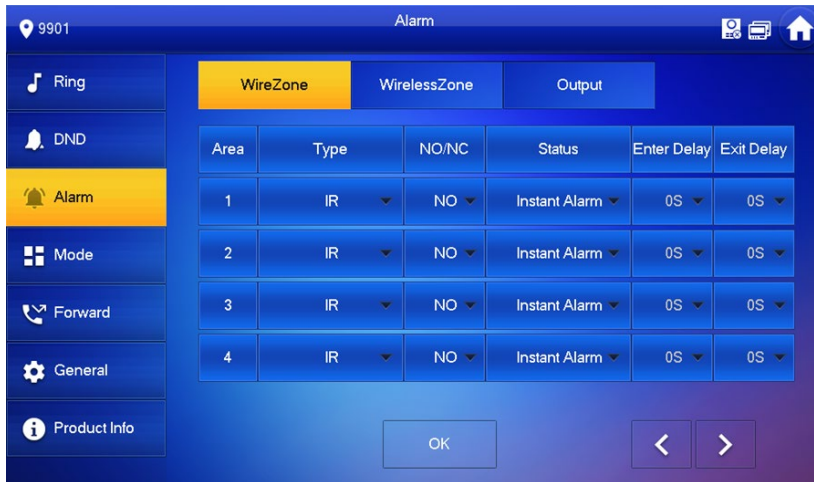 9901
Alarm
Ring
DND
Alarm
Mode
Forward
General
Product Info
WireZone WirelessZone Output
Area Type NO/NC Status Enter Delay Exit Delay
1 IR NO Instant Alarm 0S 0S
2 IR NO Instant Alarm 0S 0S
3 IR NO Instant Alarm 0S 0S
4 IR NO Instant Alarm 0S 0S
OK